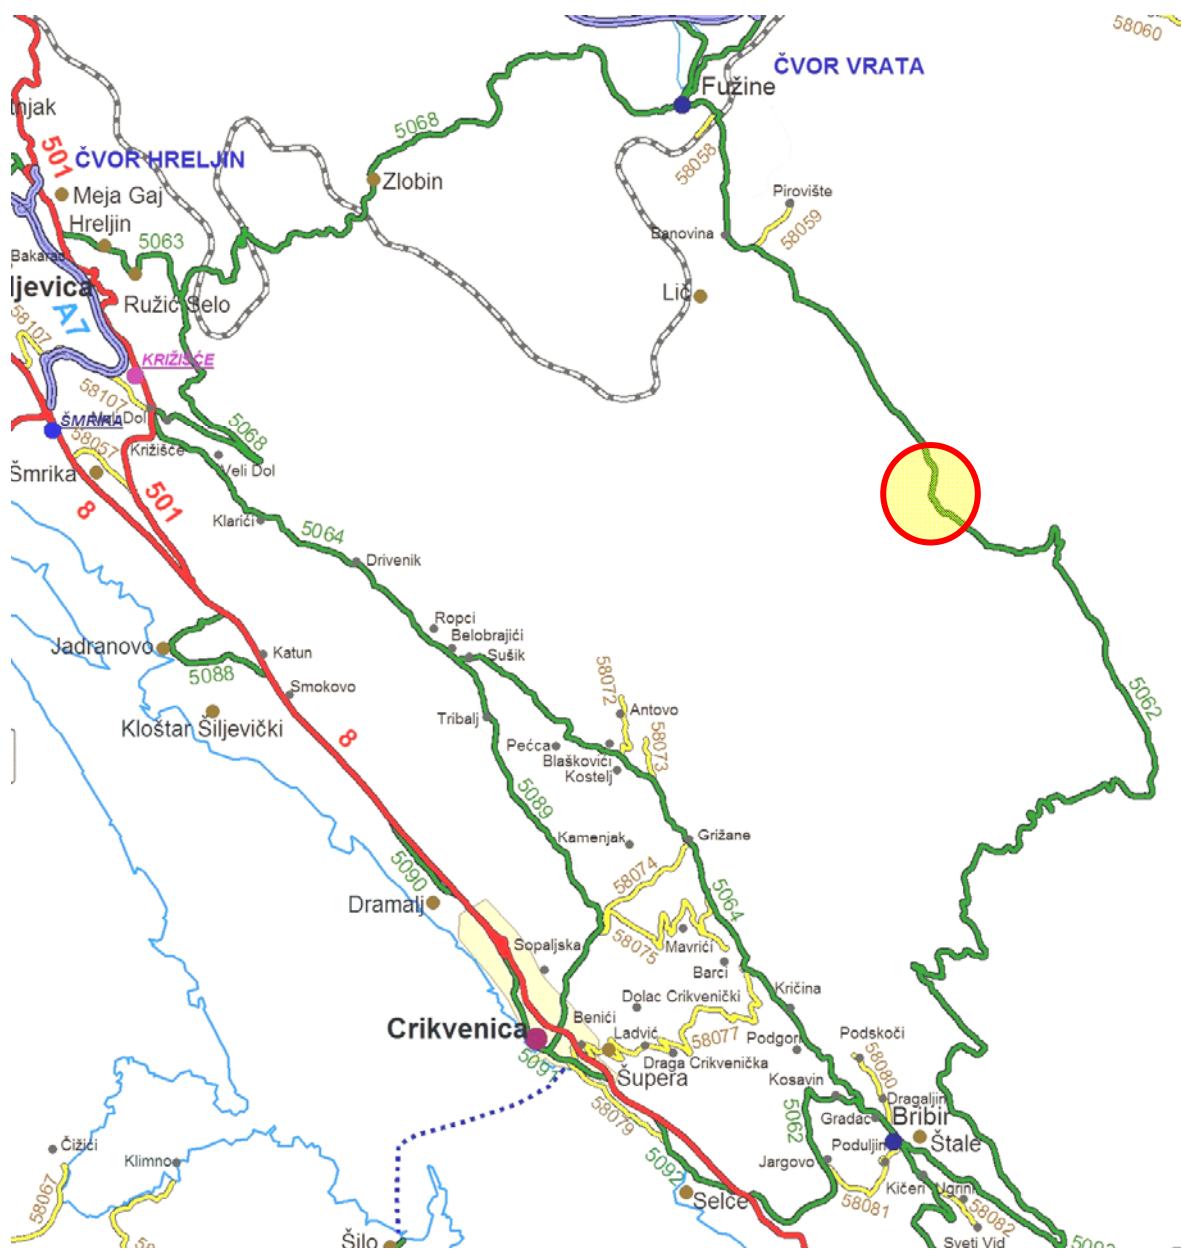 58060
ČVOR VRATA
Fužine
njak
5068
501
58058
ČVOR HRELJIN
Zlobin
Meja Gaj
Pirovište
Hreljin
5063
58059
Banovina
Bakarac
ljevica
Lič
Ružić Selo
A7
58107
KRIŽIŠĆE
58107
Veli Dol
ŠMRIKA
5068
58057
Križišće
Veli Dol
Šmrika
501
8
Klarići
5064
Drivenik
Ropci
Belobrajići
Jadranovo
Katun
Sušik
5088
58072
5062
Smokovo
Antovo
Kloštar Šiljevički
Tribalj
8
58073
Pećca
Blaškovići
Kostelj
5089
Kamenjak
Grižane
5090
58074
Dramalj
5064
58075
Mavrići
Sopaljska
Barci
Dolac Crikvenički
Kričina
Benići
Crikvenica
Ladvić
58077
Podgori
Podskoči
Draga Crikvenička
5091
Šupera
58080
Kosavin
Dragaljin
58079
5062
Gradac
Bribir
Čižići
Poduljin
Štale
Klimno
5092
Jargovo
58067
Selce
Kičeri
Ugrini
58081
58082
Šilo
Sveti Vid